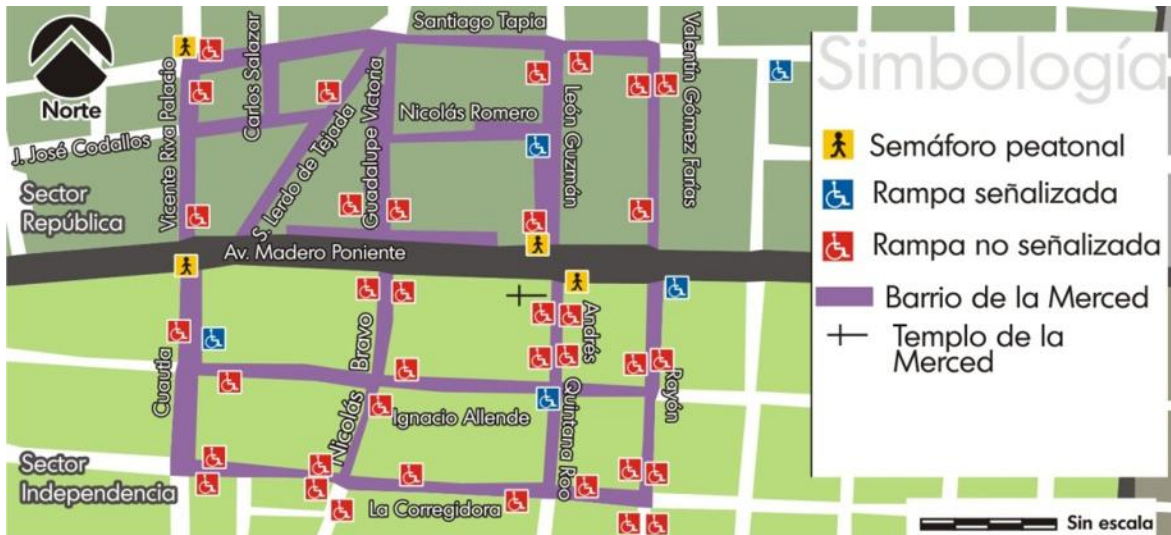 Santiago Tapia
Carlos Salazar
Vicente Riva Palacio
Valentín Gómez Farías
Norte
Guadalupe Victoria
Nicolás Romero
León Guzmán
J. José Codallos
S. Lerdo de Tejada
Sector
República
Av. Madero Poniente
Andrés
Quintana Roo
Nicolás Bravo
Cuautla
Rayón
Ignacio Allende
Sector
Independencia
La Corregidora
Simbología
Semáforo peatonal
Rampa señalizada
Rampa no señalizada
Barrio de la Merced
Templo de la
Merced
Sin escala